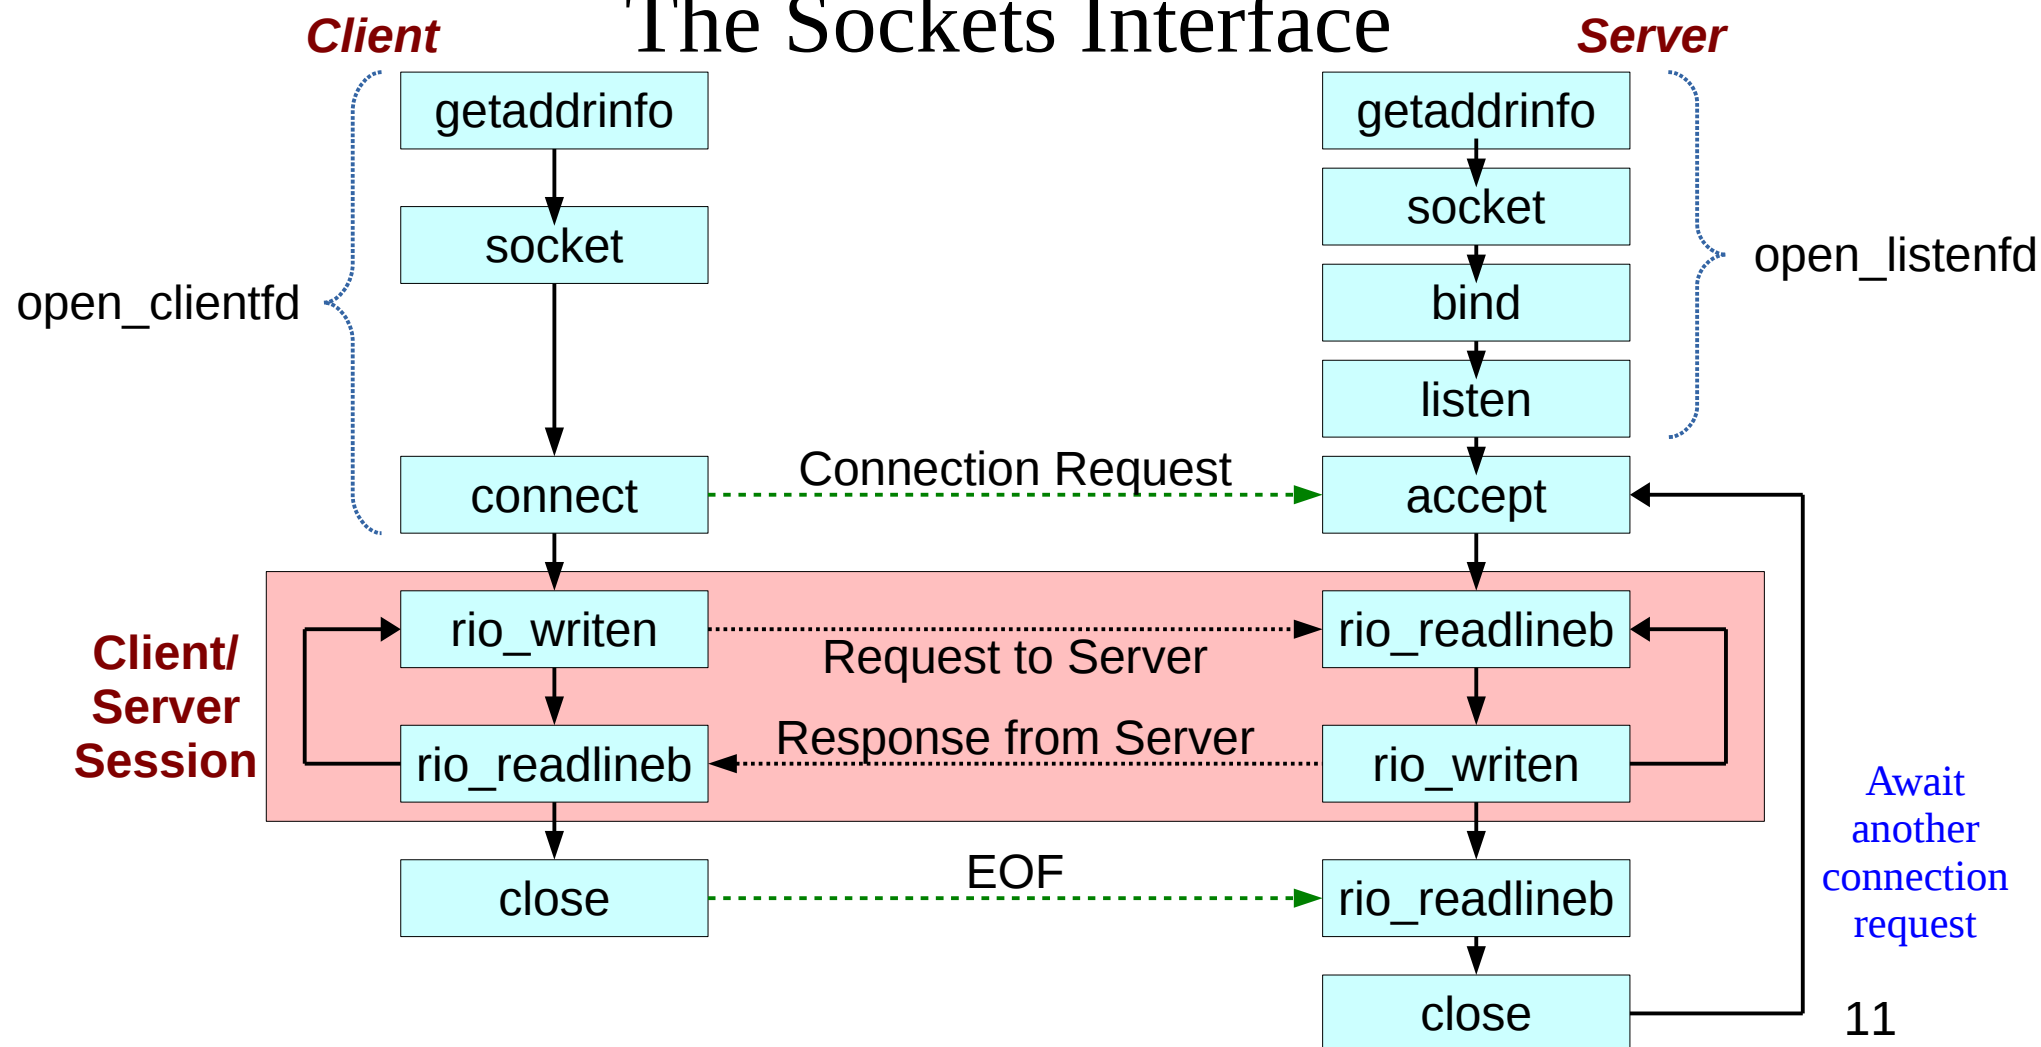 The Sockets Interface
Client
Server
getaddrinfo
getaddrinfo
socket
socket
open_clientfd
open_listenfd
bind
listen
Connection Request
connect
accept
Client/
Server
Session
rio_writen
rio_readlineb
Request to Server
Response from Server
rio_readlineb
rio_writen
Await
another
connection
request
EOF
close
rio_readlineb
close
11